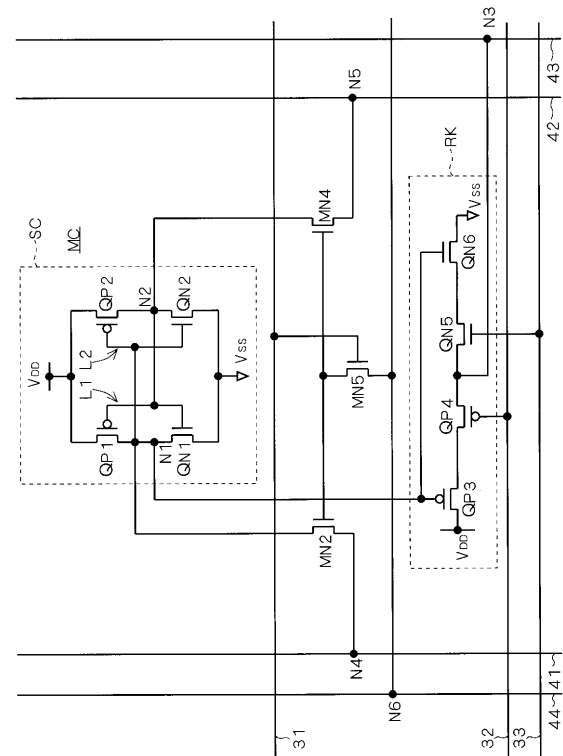 SC
MC
VDD
QP1
QP2
L1
L2
N1
N2
QN1
QN2
VSS
MN2
MN4
MN5
N3
N4
N5
N6
RK
VDD
QP3
QP4
QN5
QN6
VSS
31
32
33
41
42
43
44